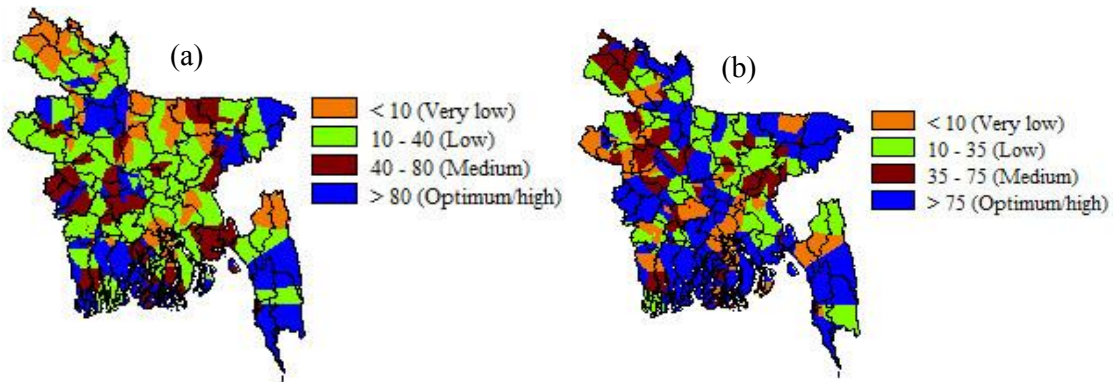 (a)
< 10 (Very low)
10 - 40 (Low)
40 - 80 (Medium)
> 80 (Optimum/high)
(b)
< 10 (Very low)
10 - 35 (Low)
35 - 75 (Medium)
> 75 (Optimum/high)